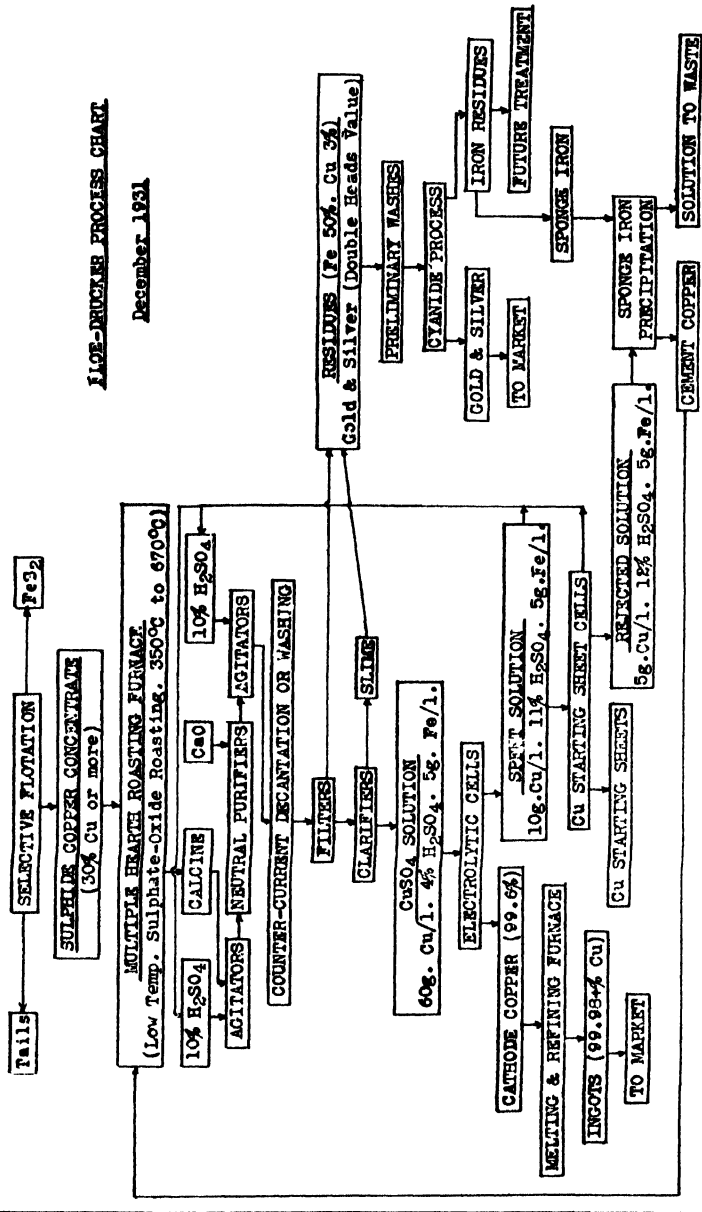 FLOE-DRUCKER PROCESS CHART
December 1931
Tails
SELECTIVE FLOTATION
FeS2
SULPHIDE COPPER CONCENTRATE
(30% Cu or more)
MULTIPLE HEARTH ROASTING FURNACE
(Low Temp. Sulphate-Oxide Roasting. 350°C to 670°C)
10% H2SO4
CALCINE
CaO
10% H2SO4
AGITATORS
NEUTRAL PURIFIERS
AGITATORS
COUNTER-CURRENT DECANTATION OR WASHING
FILTERS
CLARIFIERS
SLIME
CuSO4 SOLUTION
60g. Cu/l. 4% H2SO4. 5g. Fe/l.
ELECTROLYTIC CELLS
CATHODE COPPER (99.6%)
MELTING & REFINING FURNACE
INGOTS (99.98+% Cu)
TO MARKET
SPENT SOLUTION
10g.Cu/l. 11% H2SO4. 5g.Fe/l.
Cu STARTING SHEET CELLS
Cu STARTING SHEETS
REJECTED SOLUTION
5g.Cu/l. 12% H2SO4. 5g.Fe/l.
RESIDUES (Fe 50%. Cu 3%)
Gold & Silver (Double Heads Value)
PRELIMINARY WASHES
CYANIDE PROCESS
GOLD & SILVER
TO MARKET
IRON RESIDUES
FUTURE TREATMENT
SPONGE IRON
SPONGE IRON
PRECIPITATION
CEMENT COPPER
SOLUTION TO WASTE